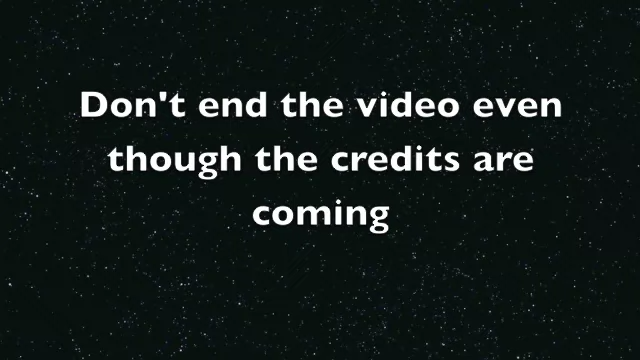 Don't end the video even
though the credits are
coming